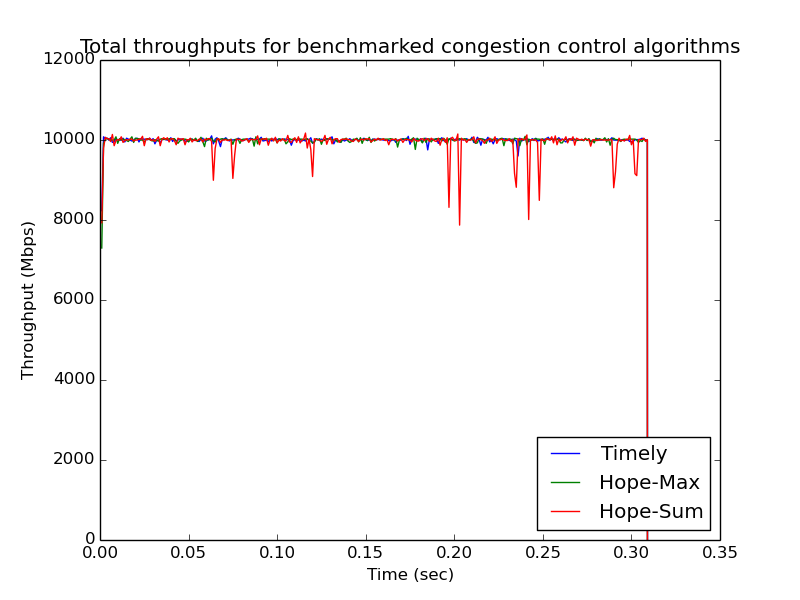 Total throughputs for benchmarked congestion control algorithms
12000
10000
8000
6000
4000
2000
0
Throughput (Mbps)
Timely
Hope-Max
Hope-Sum
0.00 0.05 0.10 0.15 0.20 0.25 0.30 0.35
Time (sec)